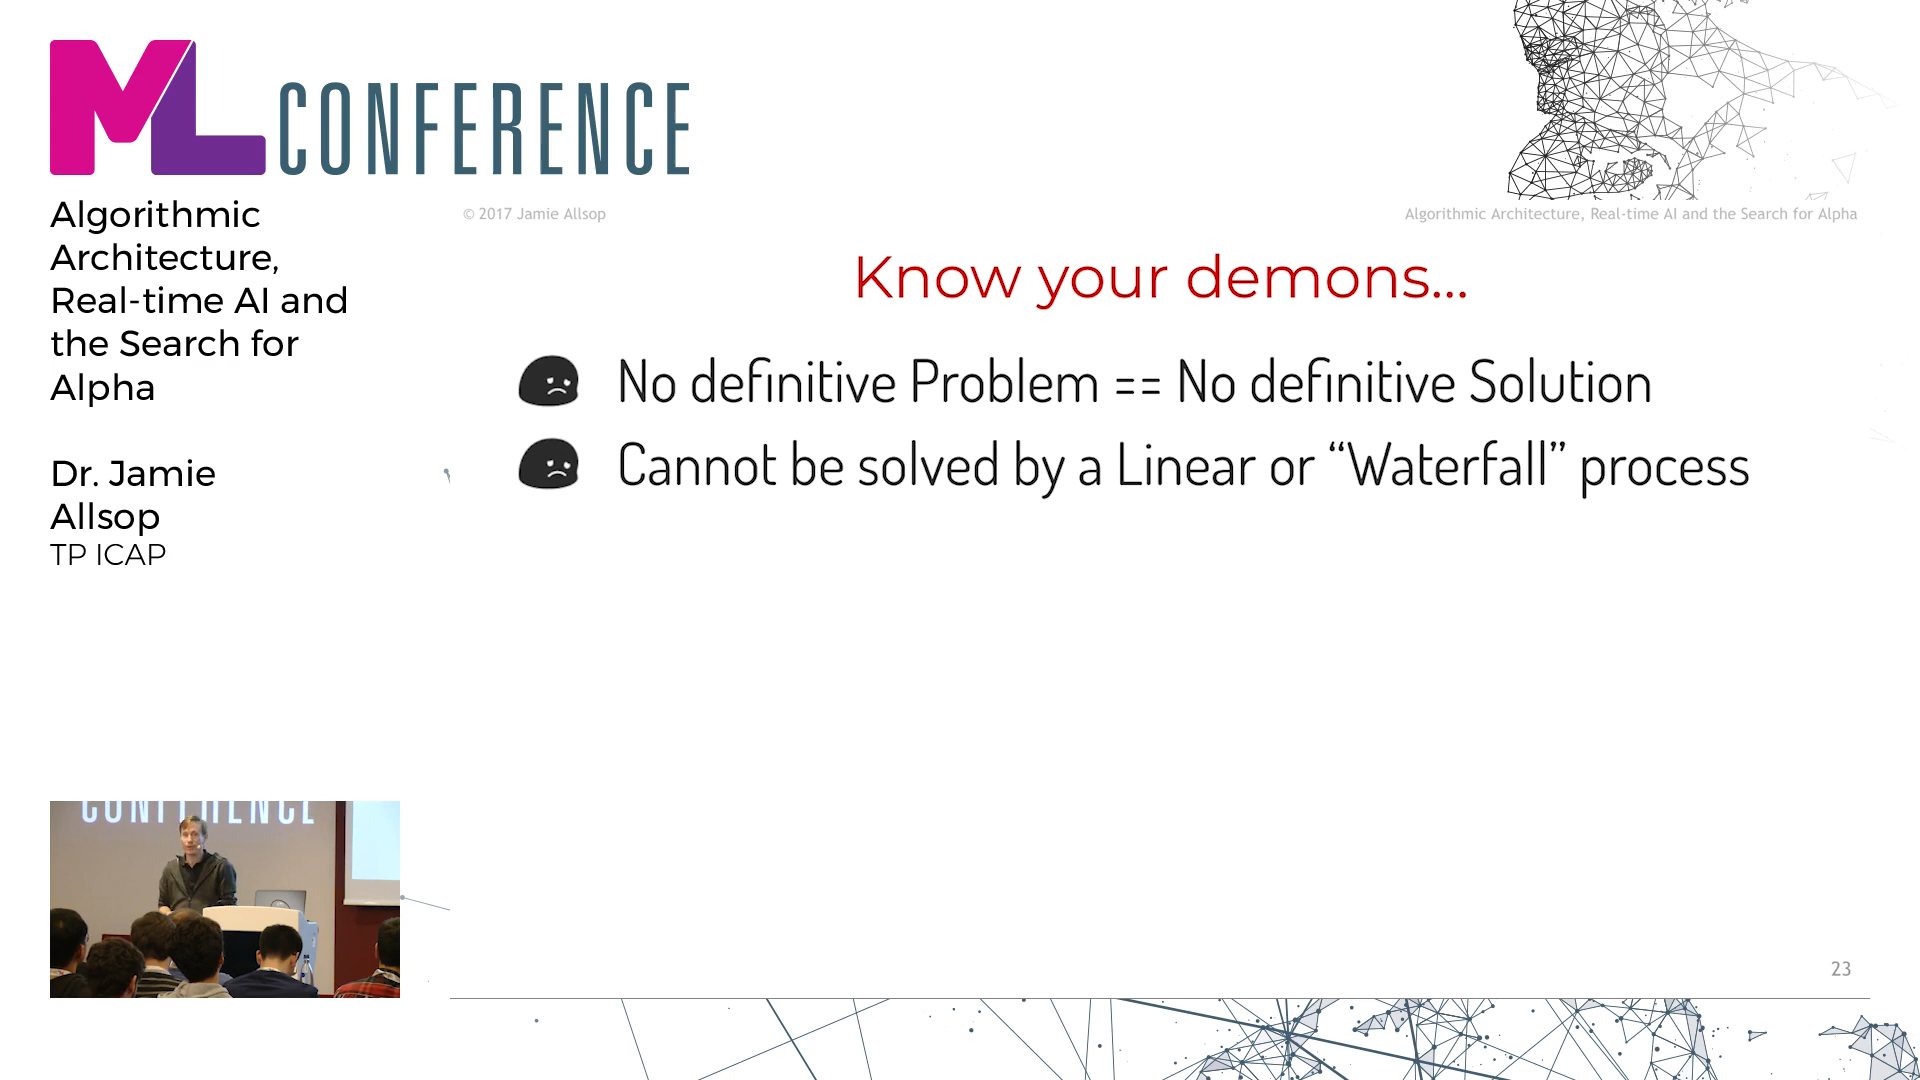 ML CONFERENCE
Algorithmic
Architecture,
Real-time AI and
the Search for
Alpha
Dr. Jamie
Allsop
TP ICAP
© 2017 Jamie Allsop
Algorithmic Architecture, Real-time AI and the Search for Alpha
Know your demons...
No definitive Problem == No definitive Solution
Cannot be solved by a Linear or “Waterfall” process
CONFERENCE
23